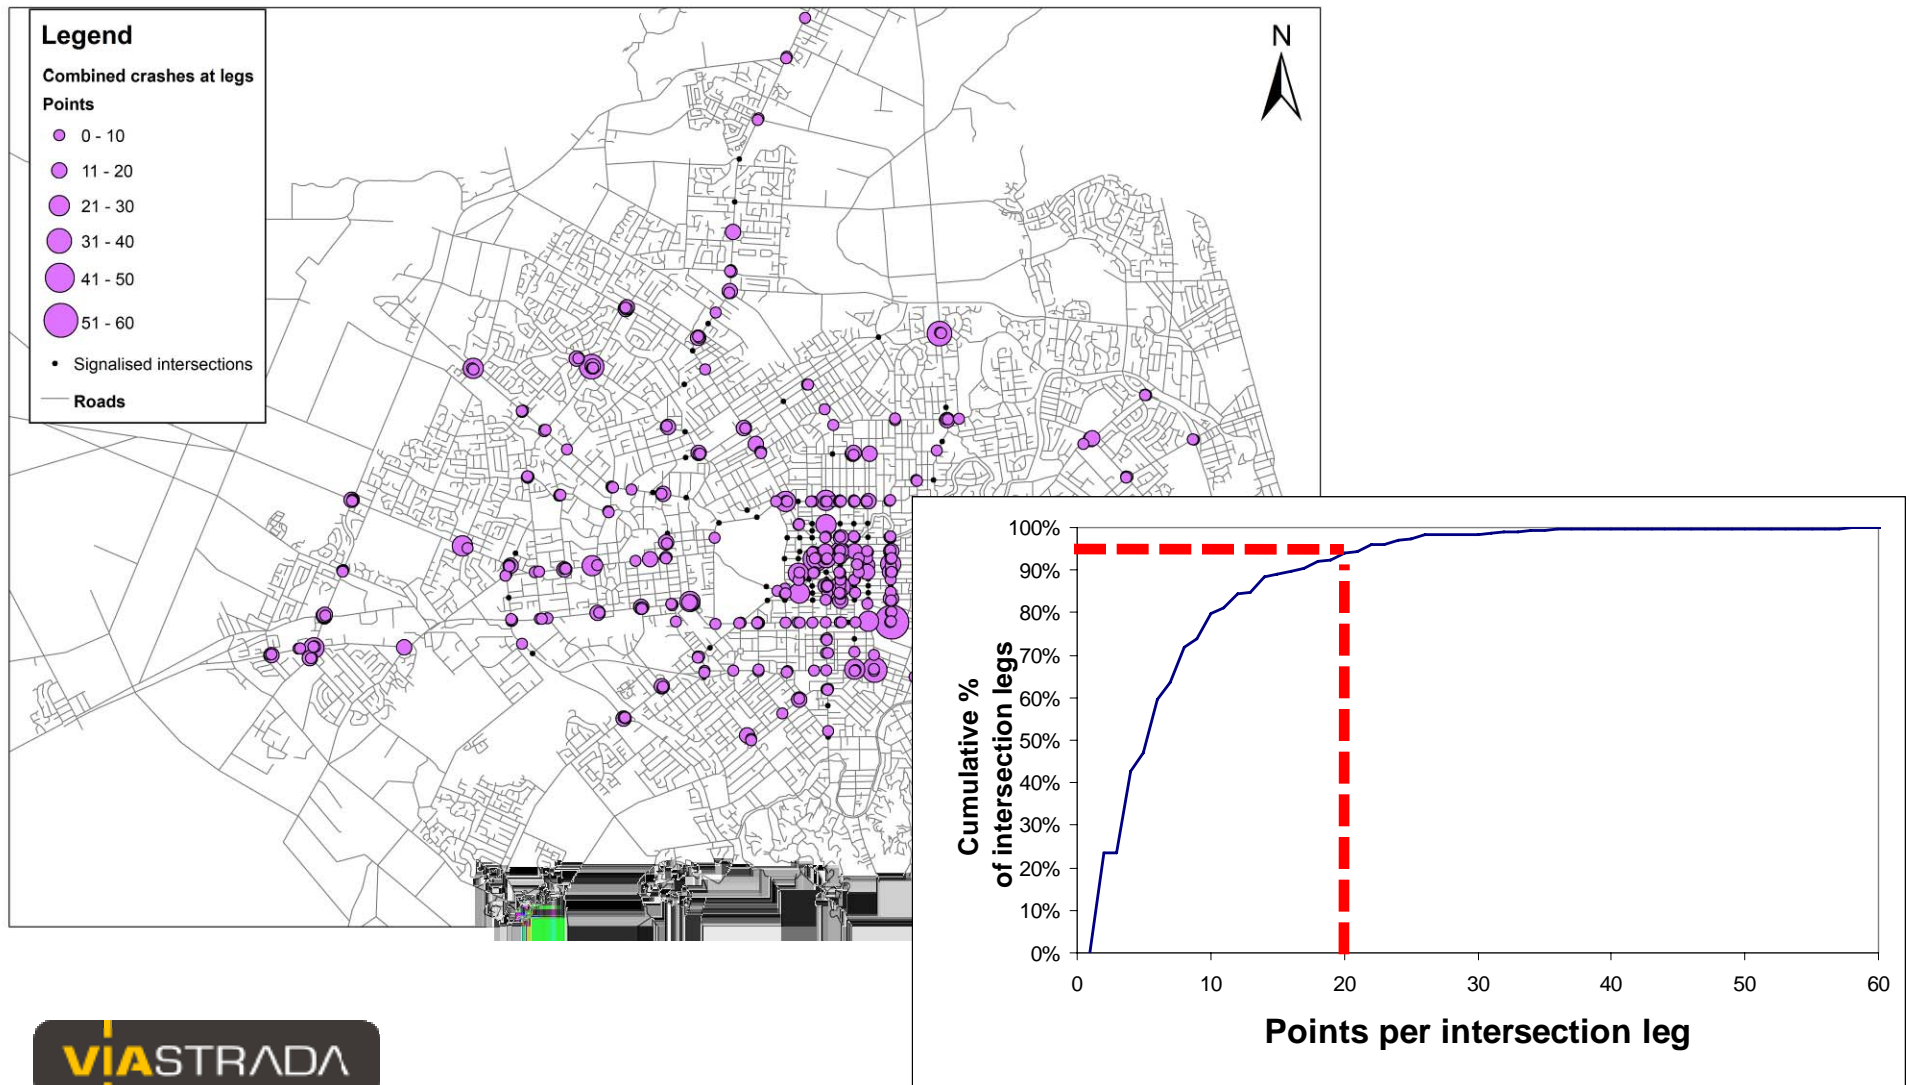 Legend
Combined crashes at legs
Points
0 - 10
11 - 20
21 - 30
31 - 40
41 - 50
51 - 60
Signalised intersections
Roads
N
100%
90%
80%
70%
60%
50%
40%
30%
20%
10%
0%
Cumulative %
of intersection legs
0 10 20 30 40 50 60
Points per intersection leg
VIASTRADA